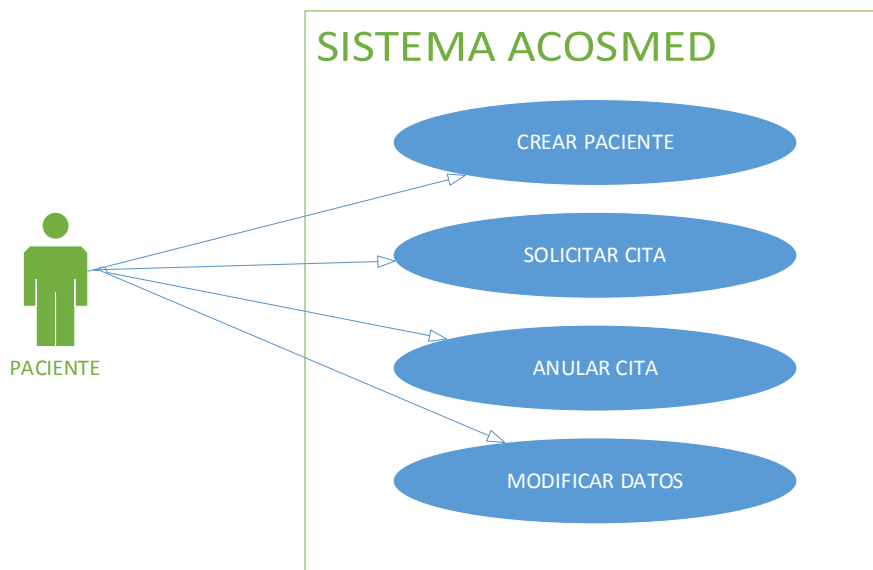 SISTEMA ACOSMED
CREAR PACIENTE
SOLICITAR CITA
ANULAR CITA
PACIENTE
MODIFICAR DATOS